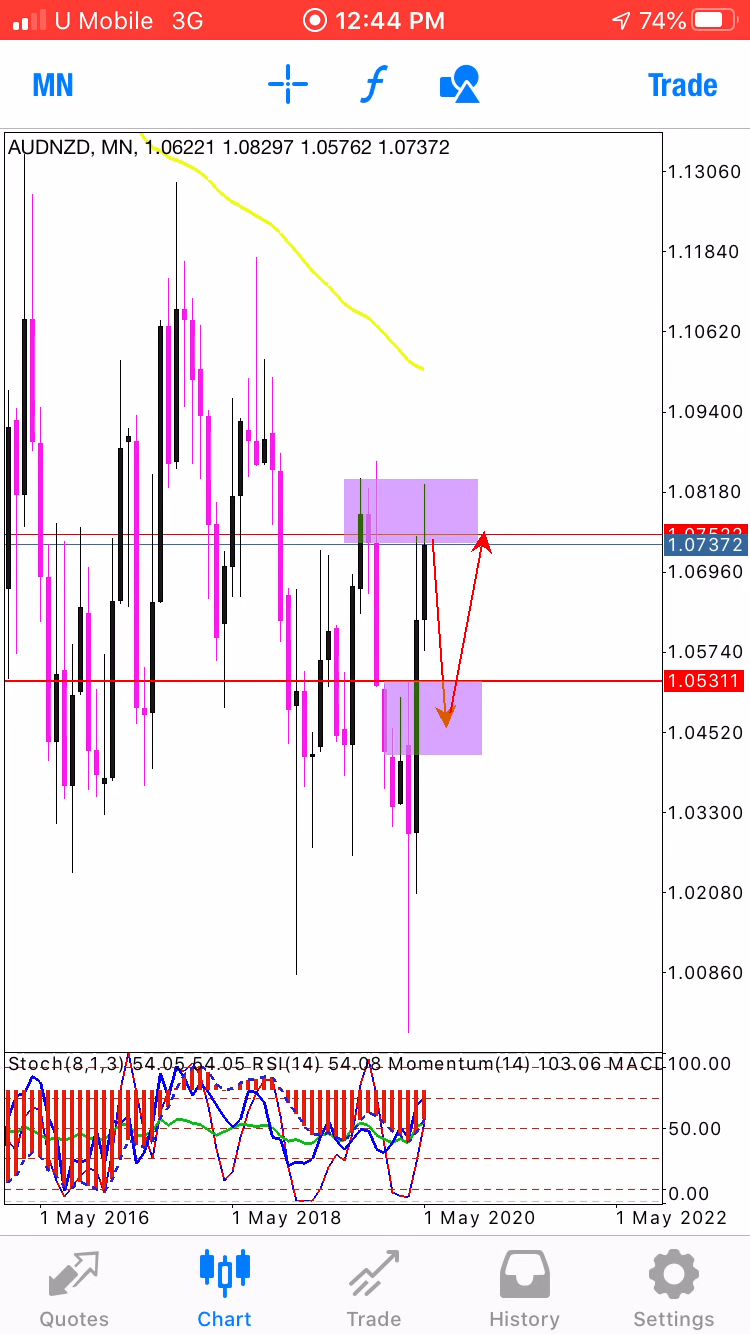 U Mobile 3G 12:44 PM 74%
MN f Trade
AUDNZD, MN, 1.06221 1.08297 1.05762 1.07372
1.13060
1.11840
1.10620
1.09400
1.08180
1.07372
1.06960
1.05740
1.05311
1.04520
1.03300
1.02080
1.00860
Stoch(8,1,3) 54.05 54.05 RSI(14) 54.08 Momentum(14) 103.06 MACD
100.00
50.00
0.00
1 May 2016 1 May 2018 1 May 2020 1 May 2022
Quotes Chart Trade History Settings